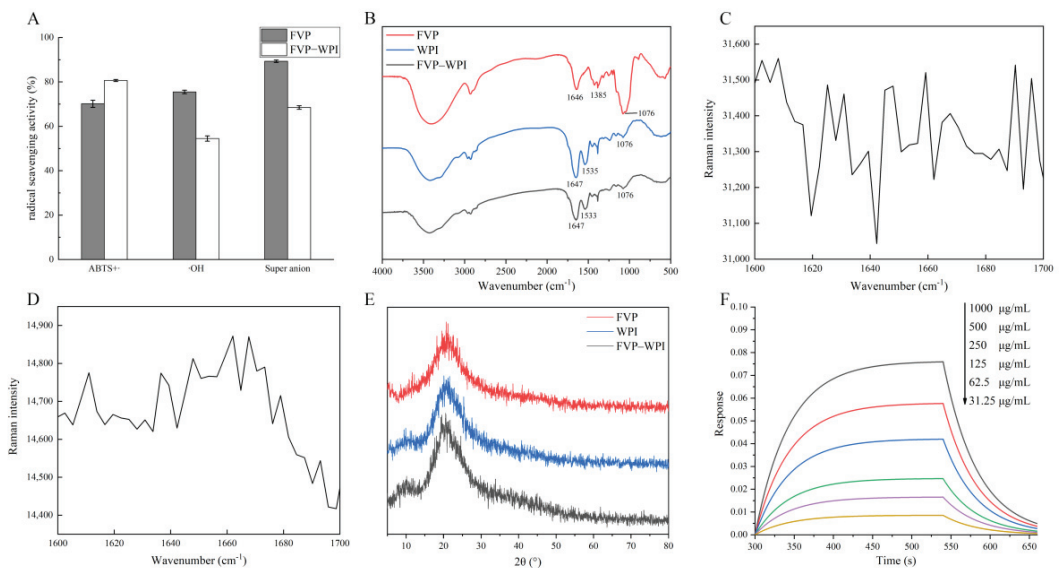 A
FVP
FVP−WPI
radical scavenging activity (%)
100
80
60
40
20
0
ABTS+·
·OH
Super anion
B
FVP
WPI
FVP−WPI
1646
1385
1076
1647
1535
1076
1647
1533
1076
4000
3500
3000
2500
2000
1500
1000
500
Wavenumber (cm-1)
C
Raman intensity
31,600
31,500
31,400
31,300
31,200
31,100
31,000
1600
1620
1640
1660
1680
1700
Wavenumber (cm-1)
D
Raman intensity
14,900
14,800
14,700
14,600
14,500
14,400
1600
1620
1640
1660
1680
1700
Wavenumber (cm-1)
E
FVP
WPI
FVP−WPI
10
20
30
40
50
60
70
80
2θ (°)
F
1000 μg/mL
500 μg/mL
250 μg/mL
125 μg/mL
62.5 μg/mL
31.25 μg/mL
Response
0.10
0.09
0.08
0.07
0.06
0.05
0.04
0.03
0.02
0.01
0.00
300
350
400
450
500
550
600
650
Time (s)